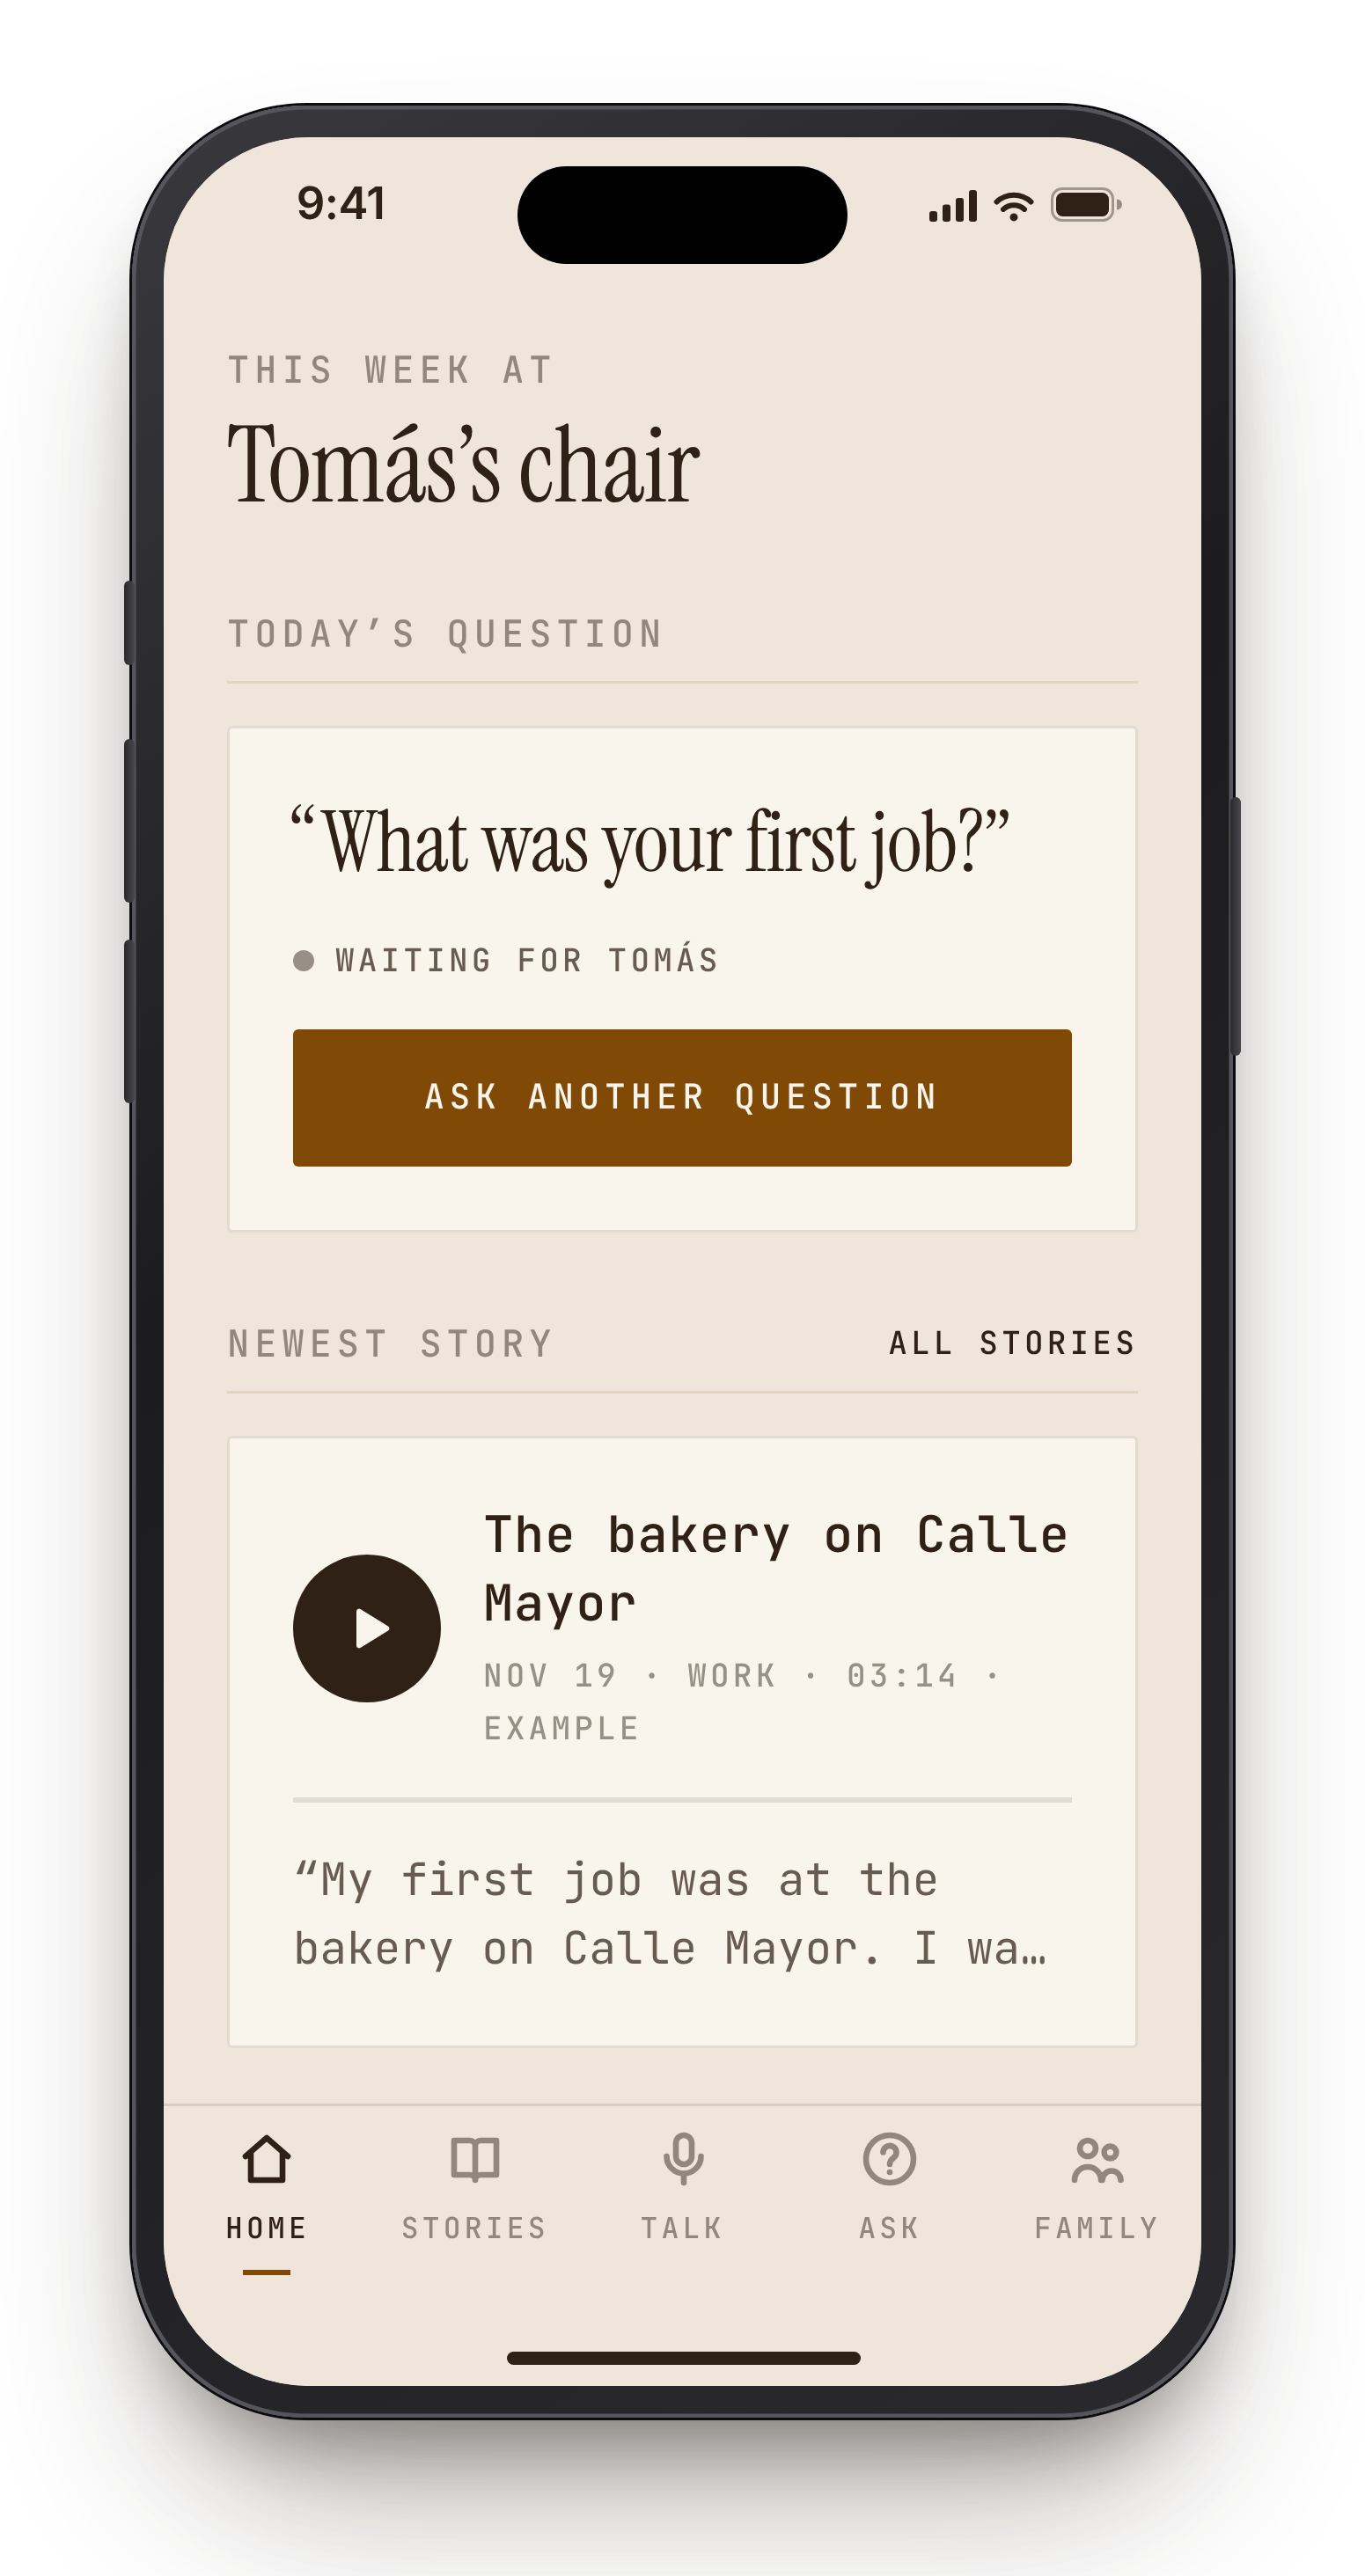 9:41
THIS WEEK AT
Tomás’s chair
TODAY’S QUESTION
“What was your first job?”
WAITING FOR TOMÁS
ASK ANOTHER QUESTION
NEWEST STORY
ALL STORIES
The bakery on Calle
Mayor
NOV 19 · WORK · 03:14 ·
EXAMPLE
“My first job was at the
bakery on Calle Mayor. I wa…
HOME
STORIES
TALK
ASK
FAMILY